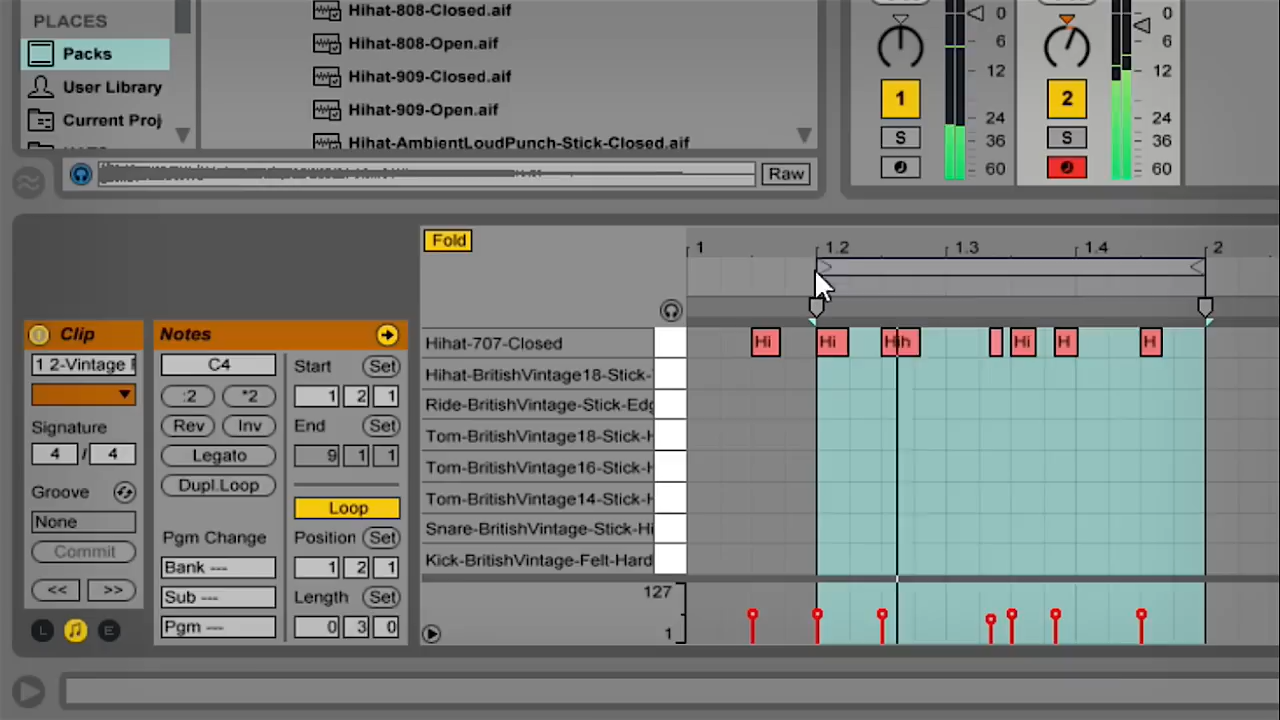 PLACES
Packs
User Library
Current Proj
Hihat-808-Closed.aif
Hihat-808-Open.aif
Hihat-909-Closed.aif
Hihat-909-Open.aif
Hihat-AmbientLoudPunch-Stick-Closed.aif
Raw
0
6
12
24
36
60
1
S
0
6
12
24
36
60
2
S
Clip
1 2-Vintage
Signature
4 / 4
Groove
None
Commit
<< >>
L E
Notes
C4
:2 *2
Rev Inv
Legato
Dupl.Loop
Pgm Change
Bank ---
Sub ---
Pgm ---
Start Set
1 2 1
End Set
9 1 1
Loop
Position Set
1 2 1
Length Set
0 3 0
Fold
1 1.2 1.3 1.4 2
Hihat-707-Closed
Hi Hi Hi Hi H H
Hihat-BritishVintage18-Stick-
Ride-BritishVintage-Stick-Edg
Tom-BritishVintage18-Stick-H
Tom-BritishVintage16-Stick-H
Tom-BritishVintage14-Stick-H
Snare-BritishVintage-Stick-Hi
Kick-BritishVintage-Felt-Hard
127
1